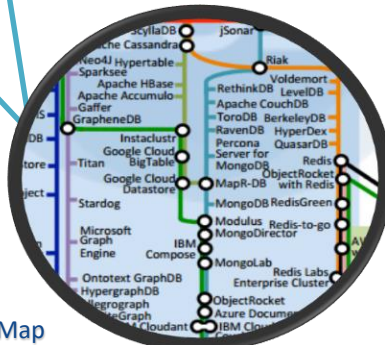 ScyllaDB
jSonar
Apache Cassandra
Neo4J
Hypertable
Riak
Sparksee
Apache HBase
Voldemort
Apache Accumulo
RethinkDB
LevelDB
Gaffer
Apache CouchDB
GrapheneDB
ToroDB
BerkeleyDB
Instaclustr
RavenDB
HyperDex
Percona
Server for
MongoDB
QuasarDB
Google Cloud
BigTable
Redis
Titan
ObjectRocket
with Redis
Google Cloud
Datastore
MapR-DB
Stardog
MongoDB
RedisGreen
Modulus
Redis-to-go
Microsoft
Graph
Engine
MongoDirector
IBM
Compose
MongoLab
Redis Labs
Enterprise Cluster
Ontotext GraphDB
HypergraphDB
ObjectRocket
Map
Cloudant